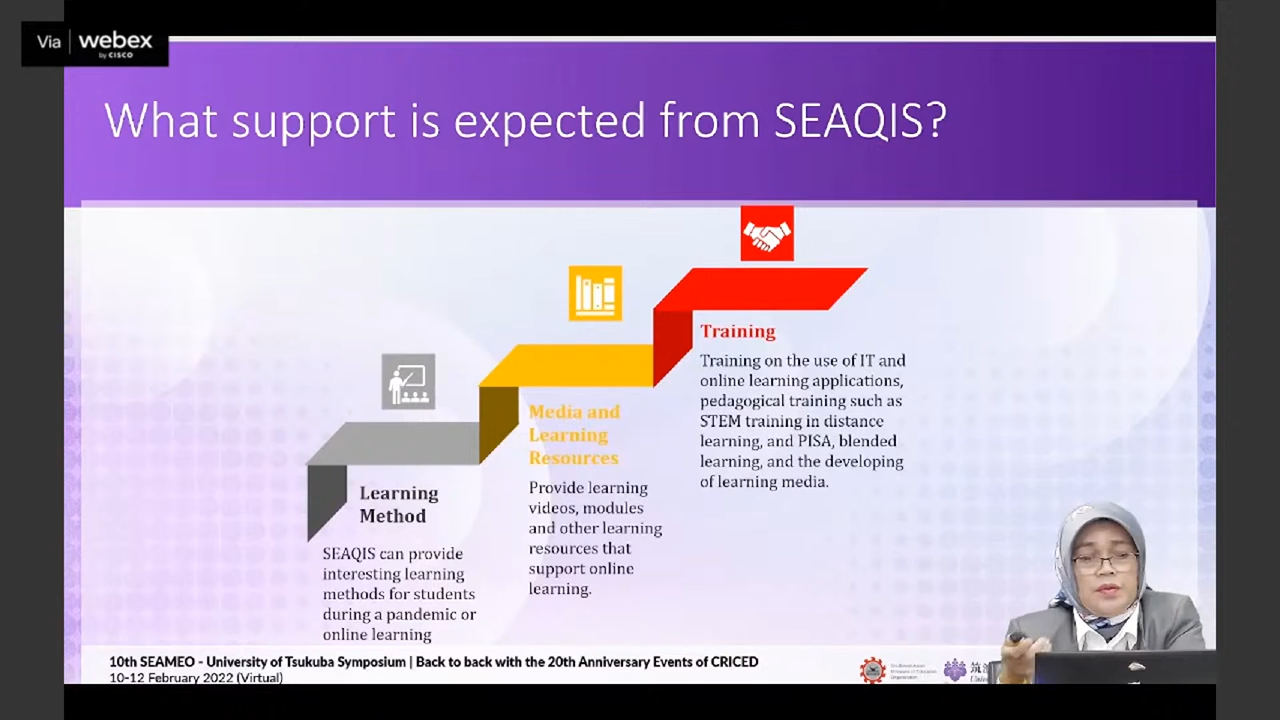 Via webex
by CISCO
What support is expected from SEAQIS?
Training
Training on the use of IT and
online learning applications,
pedagogical training such as
STEM training in distance
learning, and PISA, blended
learning, and the developing
of learning media.
Media and
Learning
Resources
Provide learning
videos, modules
and other learning
resources that
support online
learning.
Learning
Method
SEAQIS can provide
interesting learning
methods for students
during a pandemic or
online learning
10th SEAMEO - University of Tsukuba Symposium | Back to back with the 20th Anniversary Events of CRICED
10-12 February 2022 (Virtual)